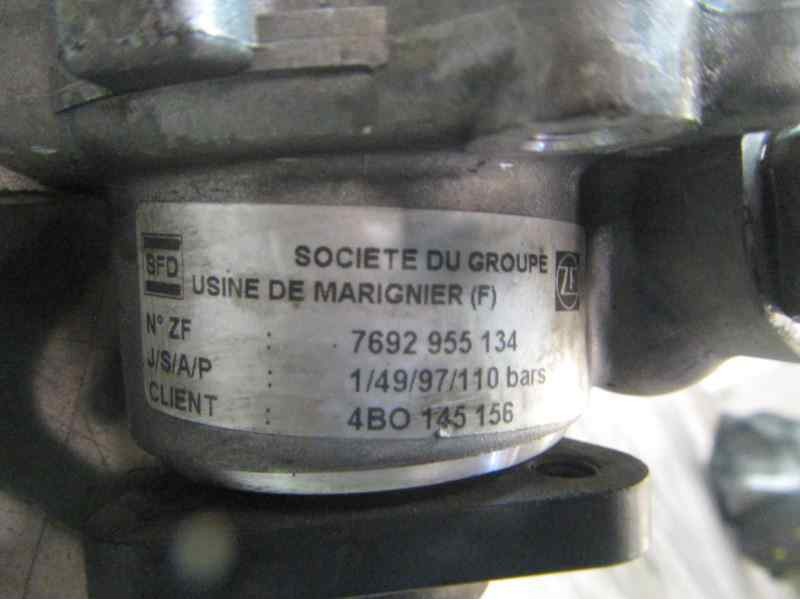 SFD SOCIETE DU GROUPE ZF
USINE DE MARIGNIER (F)
N° ZF : 7692 955 134
J/S/A/P : 1/49/97/110 bars
CLIENT : 4BO 145 156